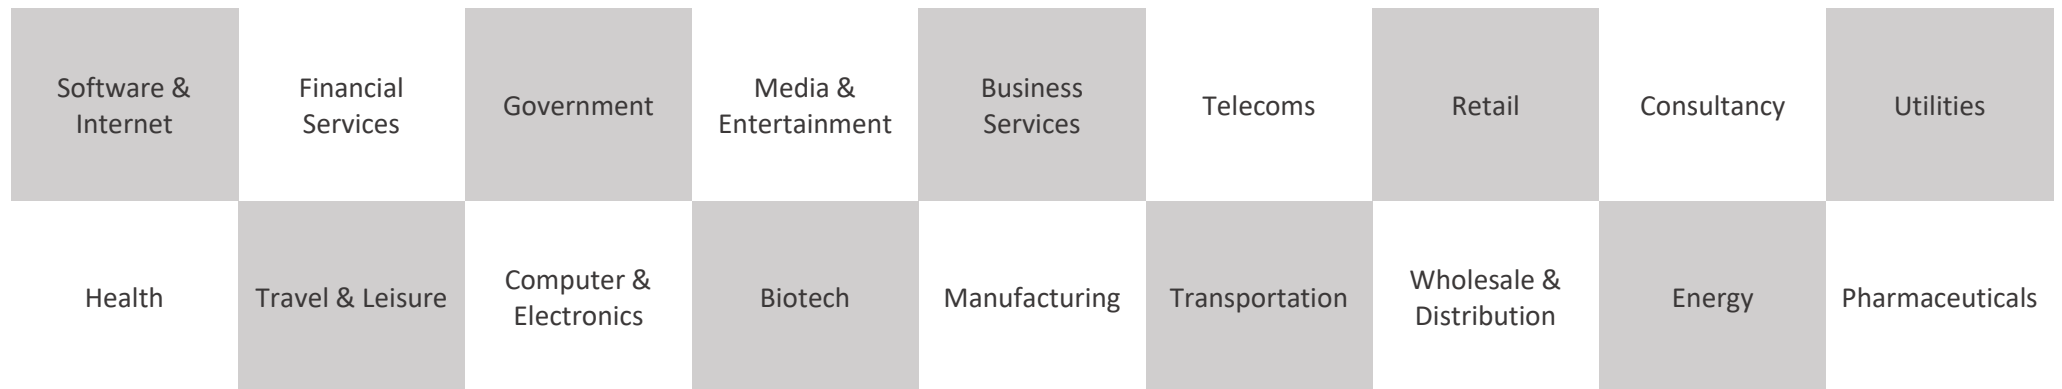 Software &
Internet
Financial
Services
Government
Media &
Entertainment
Business
Services
Telecoms
Retail
Consultancy
Utilities
Health
Travel & Leisure
Computer &
Electronics
Biotech
Manufacturing
Transportation
Wholesale &
Distribution
Energy
Pharmaceuticals